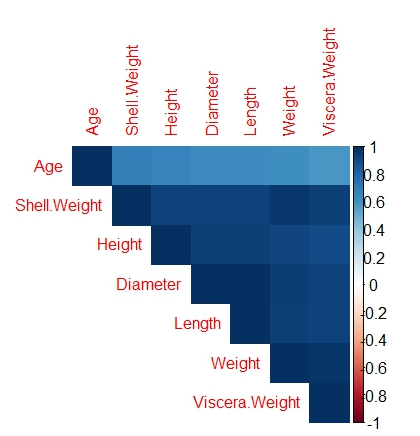 Age
Shell.Weight
Height
Diameter
Length
Weight
Viscera.Weight
Age
Shell.Weight
Height
Diameter
Length
Weight
Viscera.Weight
1
0.8
0.6
0.4
0.2
0
0.2
0.4
0.6
0.8
-1